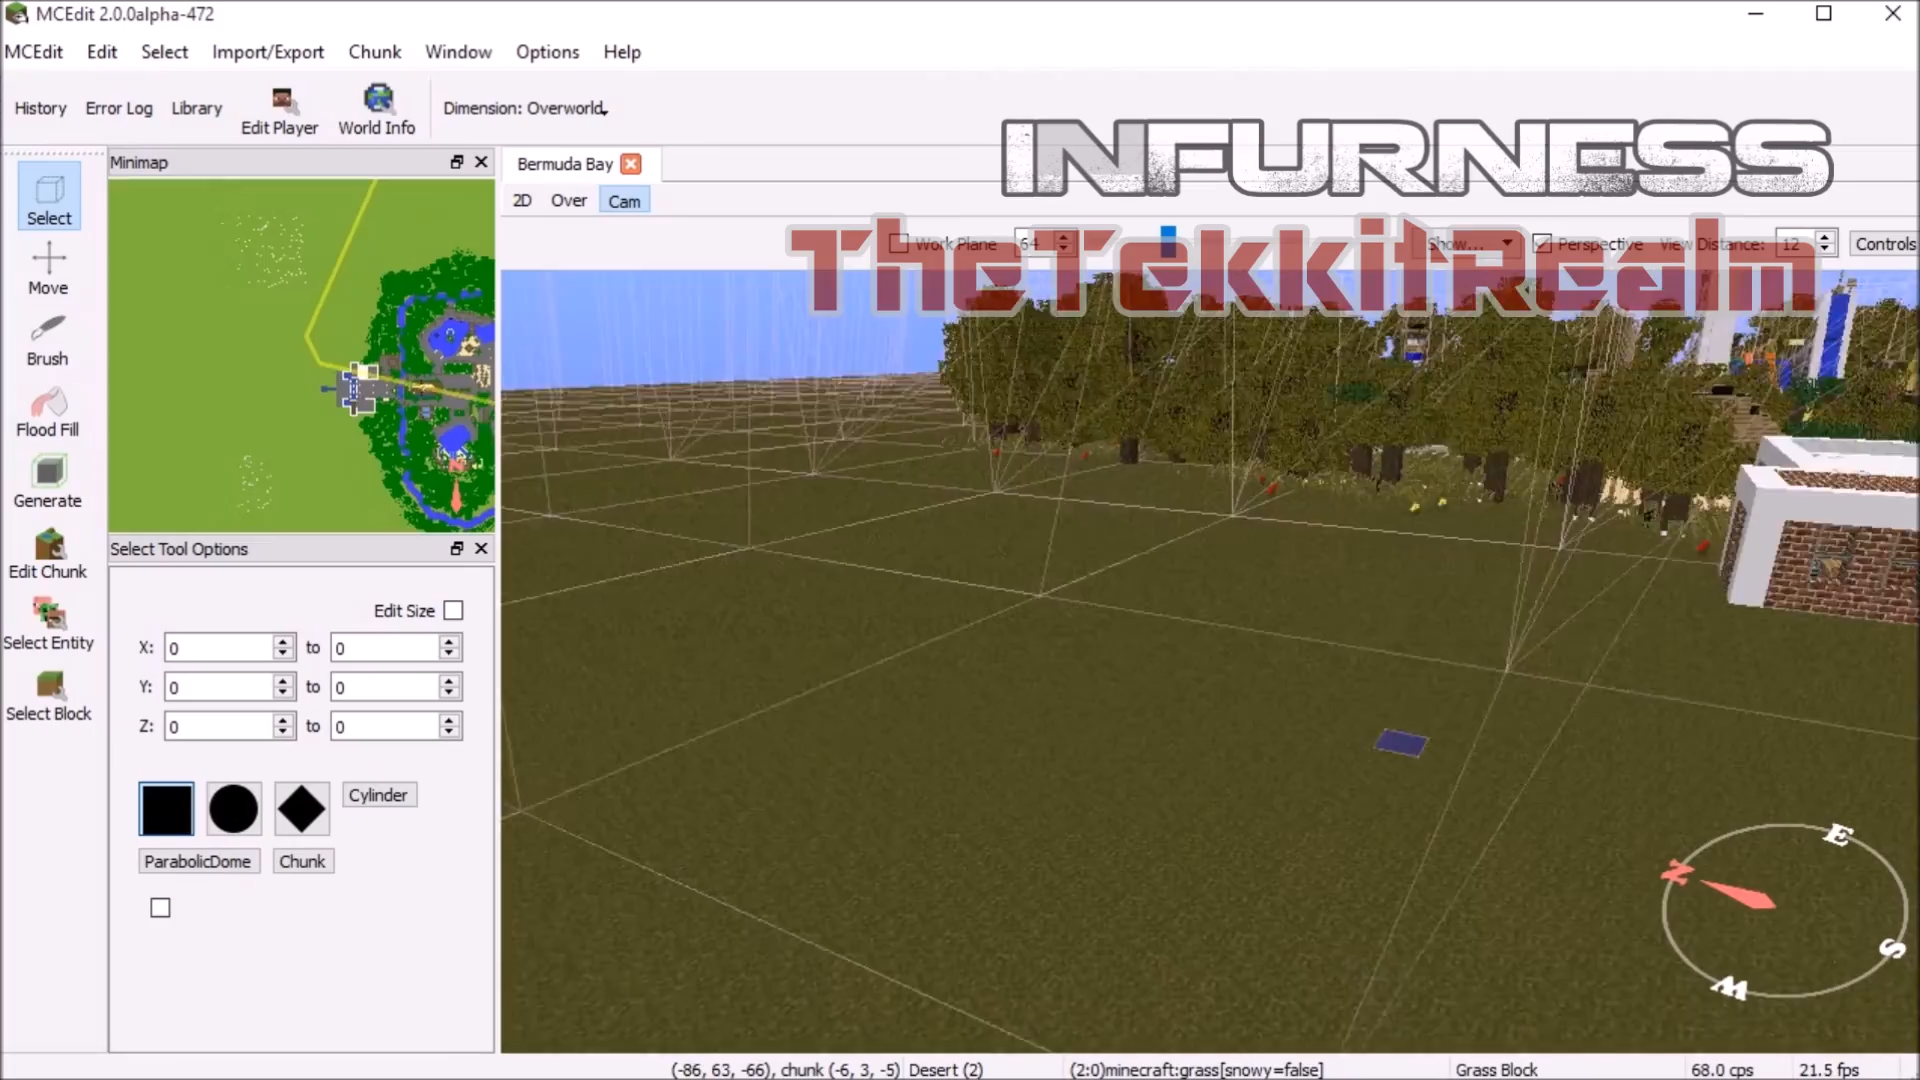 MCEdit 2.0.0alpha-472
MCEdit Edit Select Import/Export Chunk Window Options Help
History Error Log Library Edit Player World Info Dimension: Overworld
INFURNESS
TheTekkitRealm
Minimap
Bermuda Bay
2D Over Cam
Work Plane 64 Show... Perspective View Distance: 12 Controls
Select
Move
Brush
Flood Fill
Generate
Edit Chunk
Select Entity
Select Block
Select Tool Options
Edit Size
X: 0 to 0
Y: 0 to 0
Z: 0 to 0
Cylinder
ParabolicDome Chunk
N
E
N
S
W
(-86, 63, -66), chunk (-6, 3, -5) Desert (2) (2:0)minecraft:grass[snowy=false] Grass Block 68.0 cps 21.5 fps